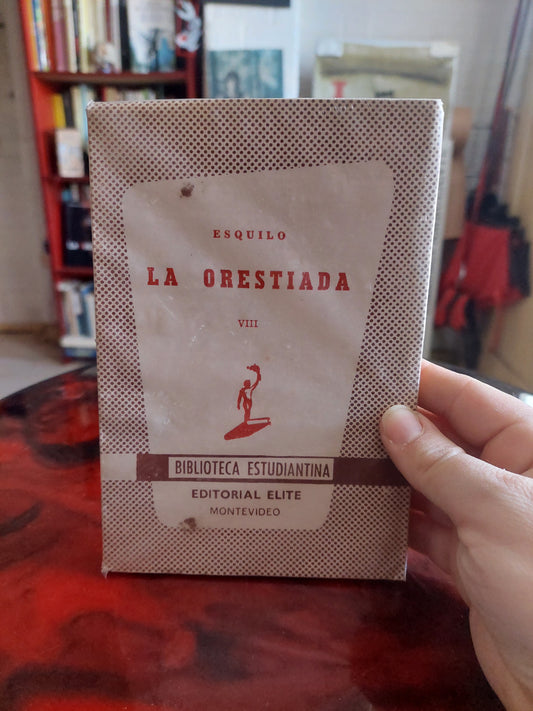 ESQUILO
LA ORESTIADA
VIII
BIBLIOTECA ESTUDIANTINA
EDITORIAL ELITE
MONTEVIDEO